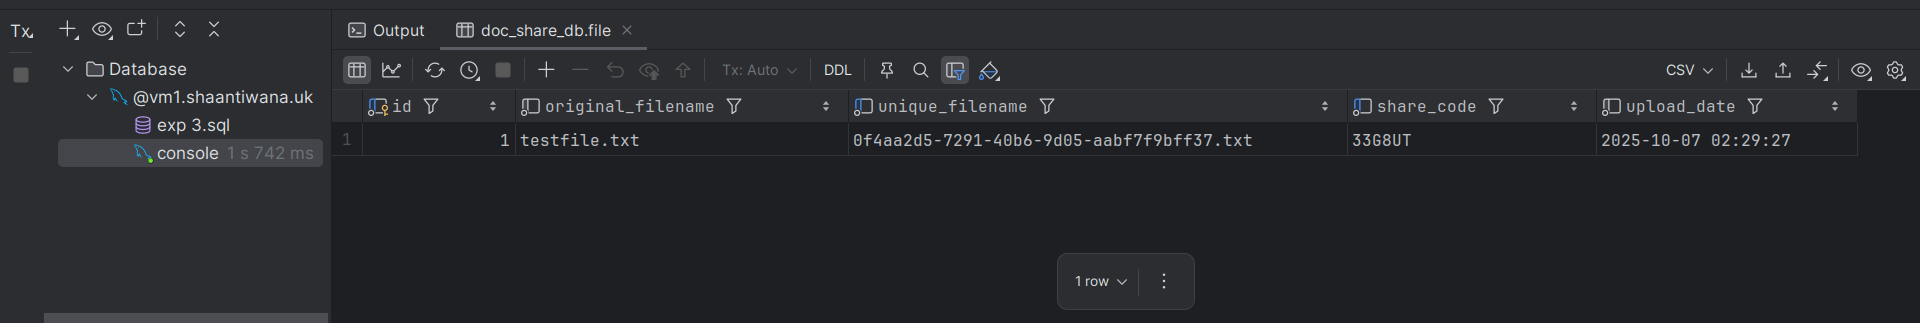 Tx
Output
doc_share_db.file
Database
Tx: Auto
DDL
CSV
@vm1.shaantiwana.uk
id
original_filename
unique_filename
share_code
upload_date
exp 3.sql
1
1
testfile.txt
0f4aa2d5-7291-40b6-9d05-aabf7f9bff37.txt
33G8UT
2025-10-07 02:29:27
console 1 s 742 ms
1 row